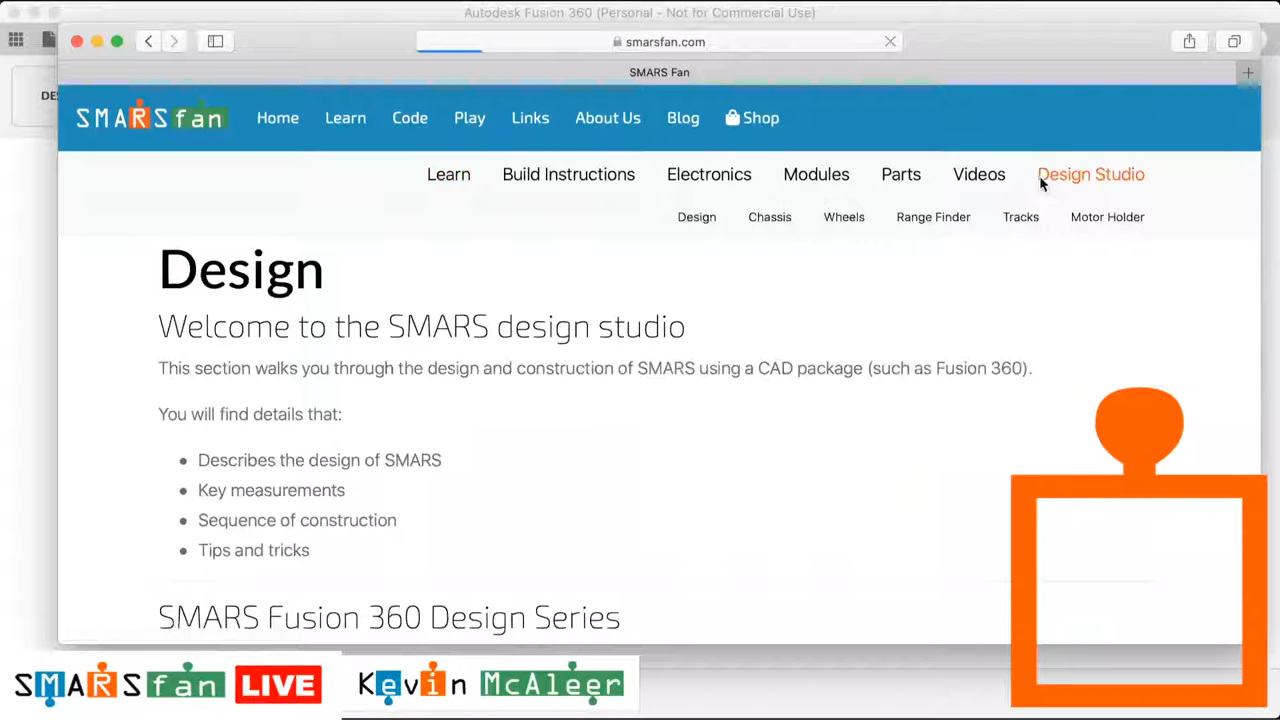 Autodesk Fusion 360 (Personal - Not for Commercial Use)
smarsfan.com
SMARS Fan
DES
SMARSfan Home Learn Code Play Links About Us Blog Shop
Learn Build Instructions Electronics Modules Parts Videos Design Studio
Design Chassis Wheels Range Finder Tracks Motor Holder
Design
Welcome to the SMARS design studio
This section walks you through the design and construction of SMARS using a CAD package (such as Fusion 360).
You will find details that:
Describes the design of SMARS
Key measurements
Sequence of construction
Tips and tricks
SMARS Fusion 360 Design Series
SMARSfan LIVE Kevin McAleer